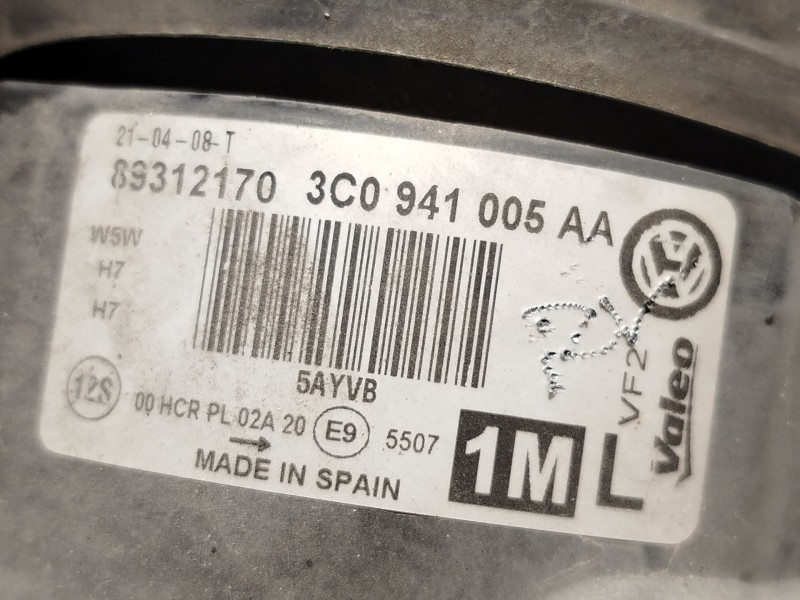 21-04-08-T
89312170 3C0 941 005 AA
W5W
H7
H7
5AYVB
12S
00 HCR PL 02A 20 E9 5507
MADE IN SPAIN
1M L
VF2
Valeo